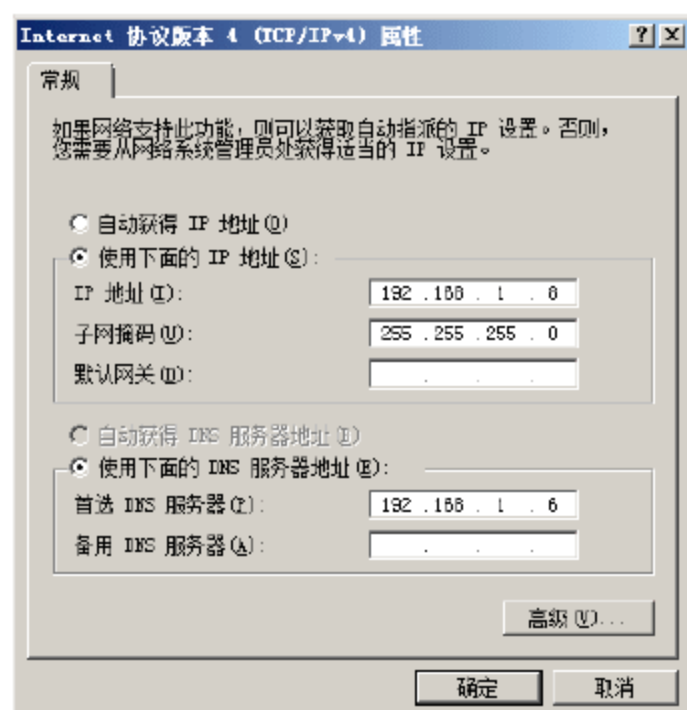 Internet 协议版本 4 (TCP/IPv4) 属性
常规
如果网络支持此功能，则可以获取自动指派的 IP 设置。否则，
您需要从网络系统管理员处获得适当的 IP 设置。
自动获得 IP 地址(O)
使用下面的 IP 地址(S):
IP 地址(I): 192 .168 . 1 .
子网掩码(U): 255 .255 .255 . 0
默认网关(D): . . .
自动获得 DNS 服务器地址(B)
使用下面的 DNS 服务器地址(E):
首选 DNS 服务器(P): 192 .168 . 1 . 6
备用 DNS 服务器(A): . . .
高级(V)...
确定 取消